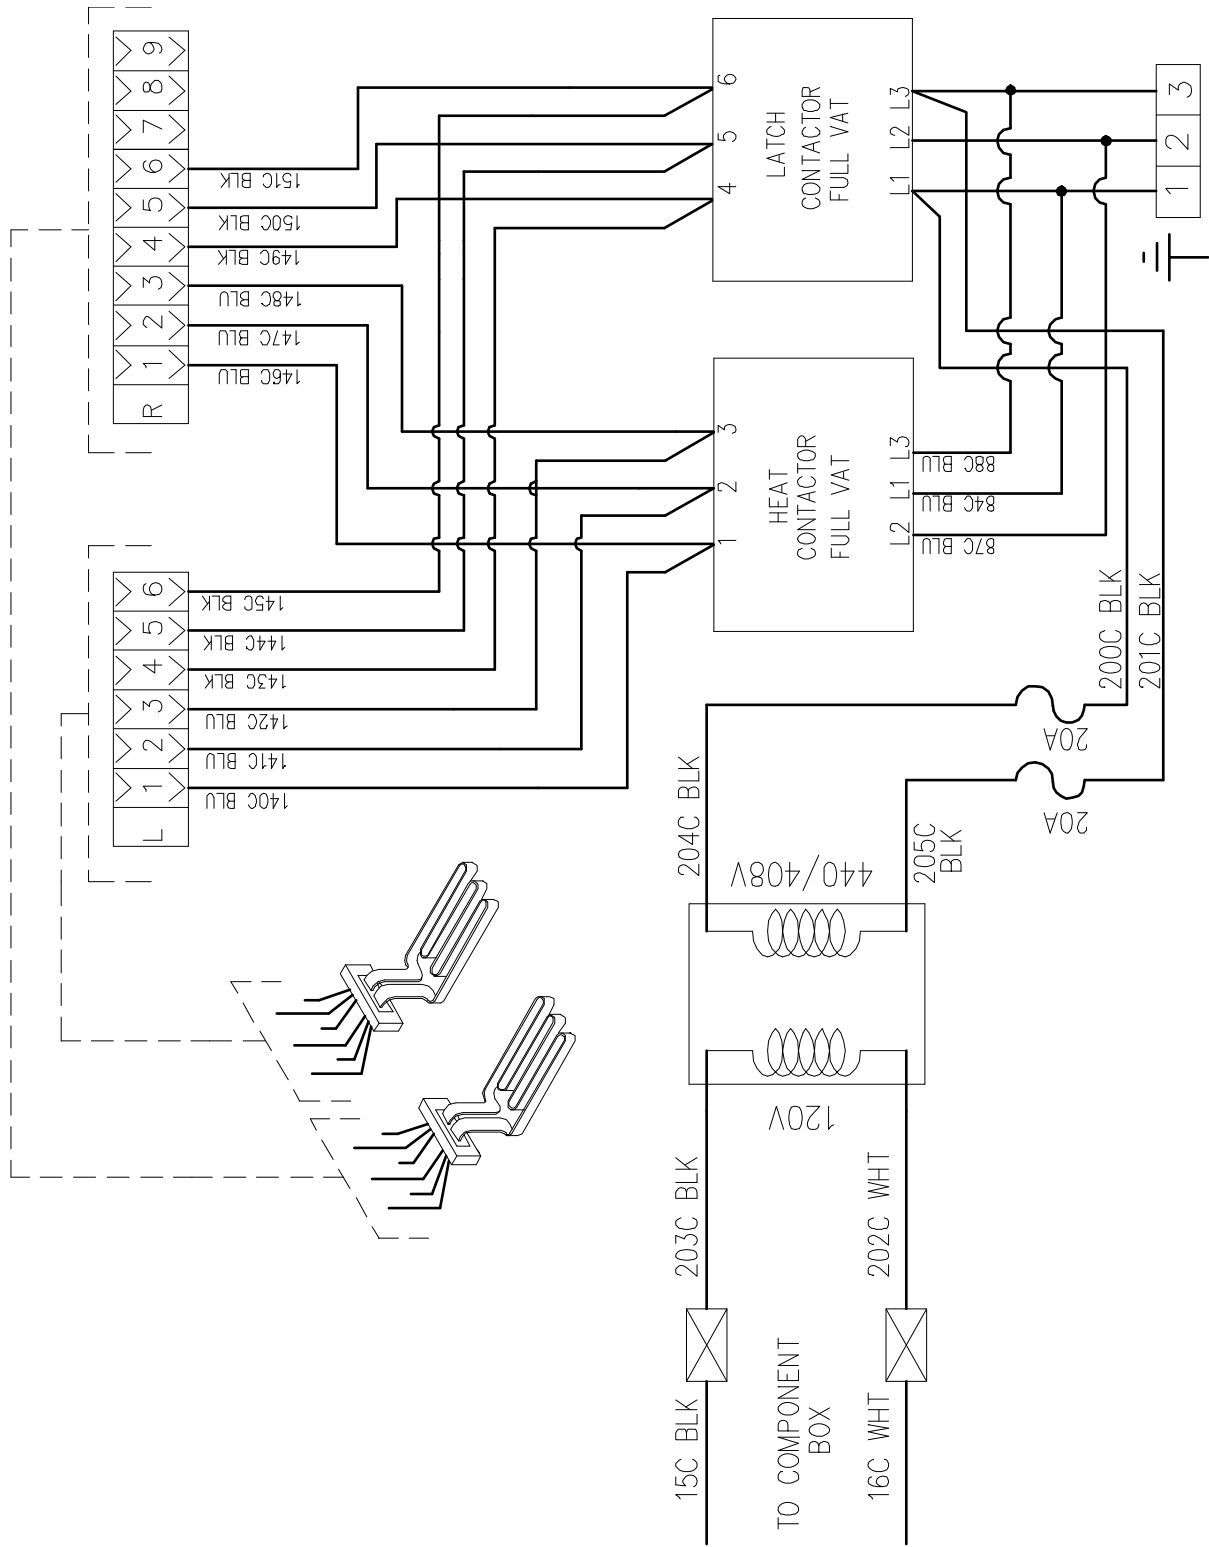 9
8
7
6
5
4
3
2
1
R
151C BLK
150C BLK
149C BLK
148C BLU
147C BLU
146C BLU
6
5
4
3
2
1
L
145C BLK
144C BLK
143C BLK
142C BLU
141C BLU
140C BLU
6
5
4
LATCH
CONTACTOR
FULL VAT
L3
L2
L1
3
2
1
3
2
1
HEAT
CONTACTOR
FULL VAT
L3
L1
L2
88C BLU
84C BLU
87C BLU
200C BLK
201C BLK
20A
20A
204C BLK
205C
BLK
440/408V
120V
203C BLK
202C WHT
15C BLK
TO COMPONENT
BOX
16C WHT